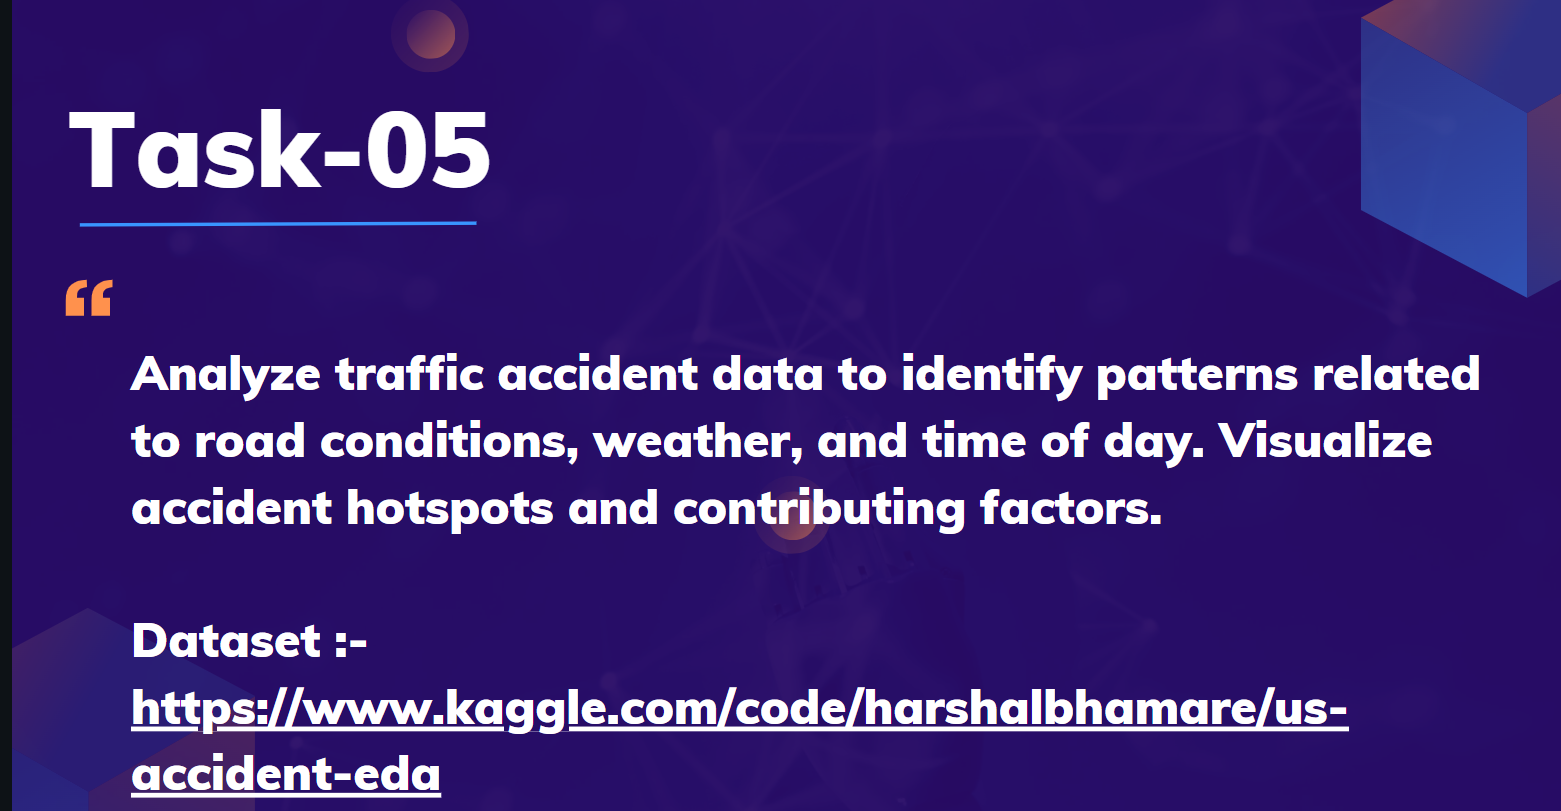 Task-05
“
Analyze traffic accident data to identify patterns related
to road conditions, weather, and time of day. Visualize
accident hotspots and contributing factors.
Dataset :-
https://www.kaggle.com/code/harshalbhamare/us-
accident-eda